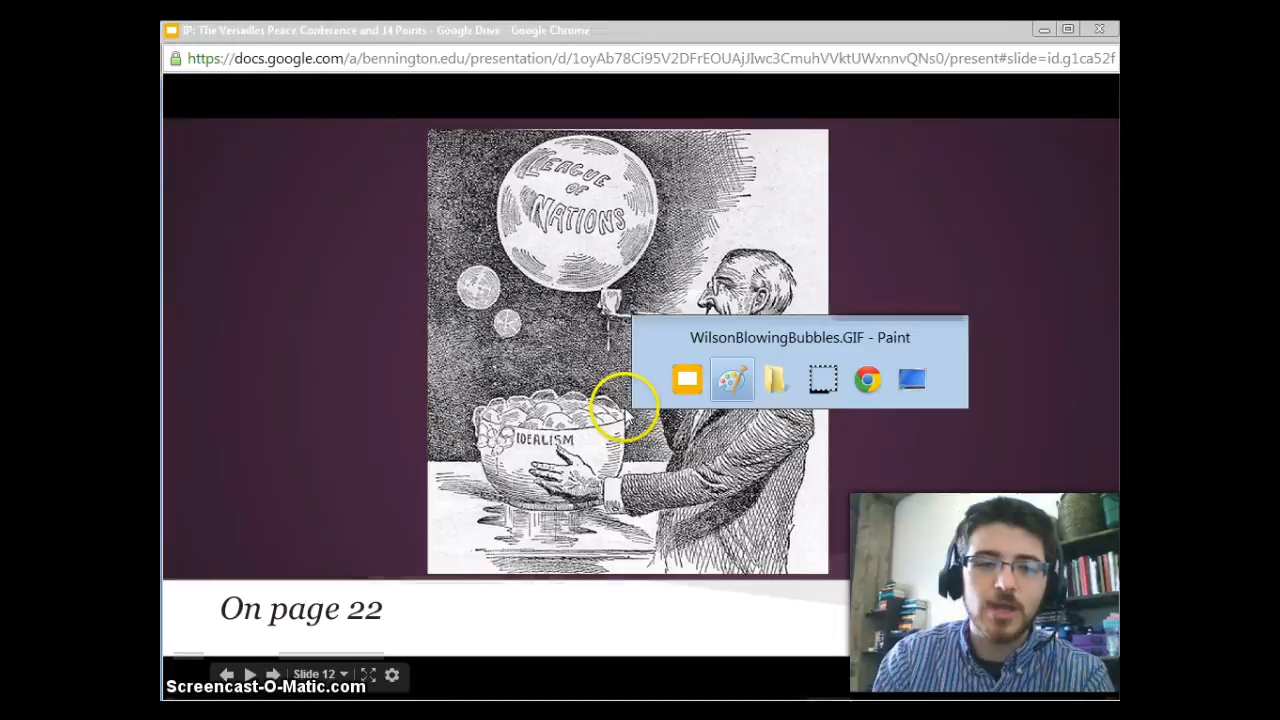 IP: The Versailles Peace Conference and 14 Points - Google Drive - Google Chrome
https://docs.google.com/a/bennington.edu/presentation/d/1oyAb78Ci95V2DFrEOUAjJIwc3CmuhVVktUWxnnvQNs0/present#slide=id.g1ca52f
LEAGUE
OF
NATIONS
WilsonBlowingBubbles.GIF - Paint
IDEALISM
On page 22
Slide 12
Screencast-O-Matic.com